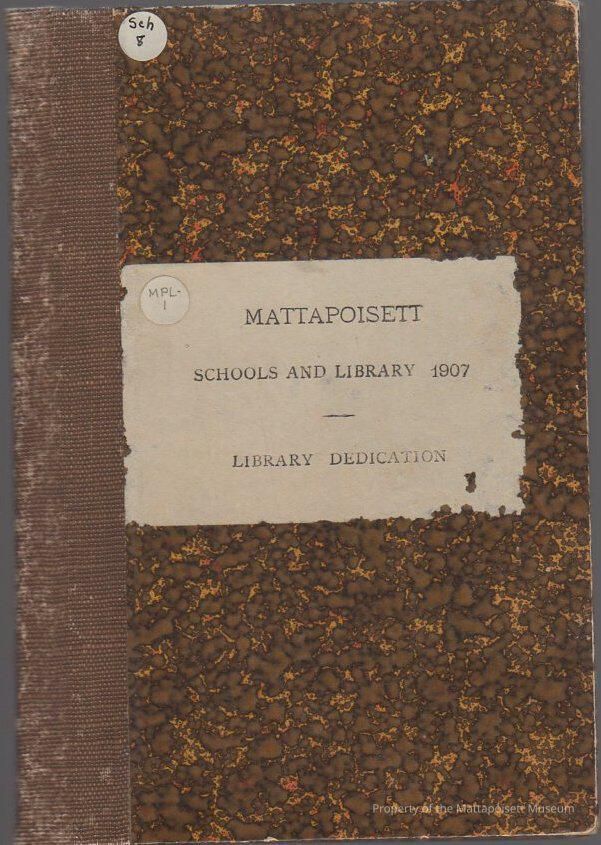 Sch
8
MPL-
1
MATTAPOISETT
SCHOOLS AND LIBRARY 1907
—
LIBRARY DEDICATION
Property of the Mattapoisett Museum